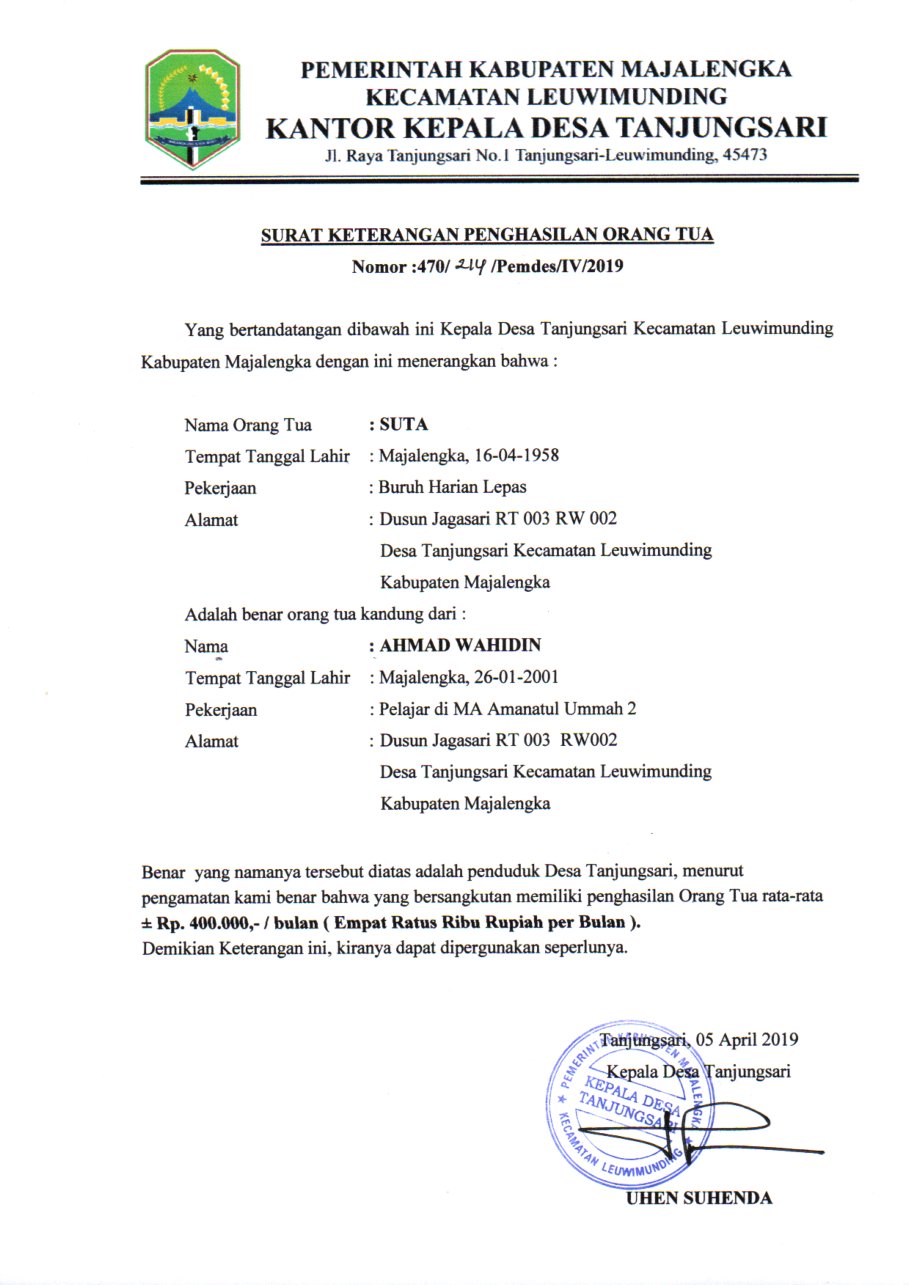 PEMERINTAH KABUPATEN MAJALENGKA
KECAMATAN LEUWIMUNDING
KANTOR KEPALA DESA TANJUNGSARI
Jl. Raya Tanjungsari No.1 Tanjungsari-Leuwimunding, 45473
SURAT KETERANGAN PENGHASILAN ORANG TUA
Nomor :470/ 214 /Pemdes/IV/2019
Yang bertandatangan dibawah ini Kepala Desa Tanjungsari Kecamatan Leuwimunding
Kabupaten Majalengka dengan ini menerangkan bahwa :
Nama Orang Tua : SUTA
Tempat Tanggal Lahir : Majalengka, 16-04-1958
Pekerjaan : Buruh Harian Lepas
Alamat : Dusun Jagasari RT 003 RW 002
Desa Tanjungsari Kecamatan Leuwimunding
Kabupaten Majalengka
Adalah benar orang tua kandung dari :
Nama : AHMAD WAHIDIN
Tempat Tanggal Lahir : Majalengka, 26-01-2001
Pekerjaan : Pelajar di MA Amanatul Ummah 2
Alamat : Dusun Jagasari RT 003 RW002
Desa Tanjungsari Kecamatan Leuwimunding
Kabupaten Majalengka
Benar yang namanya tersebut diatas adalah penduduk Desa Tanjungsari, menurut
pengamatan kami benar bahwa yang bersangkutan memiliki penghasilan Orang Tua rata-rata
± Rp. 400.000,- / bulan ( Empat Ratus Ribu Rupiah per Bulan ).
Demikian Keterangan ini, kiranya dapat dipergunakan seperlunya.
Tanjungsari, 05 April 2019
Kepala Desa Tanjungsari
PEMERINTAH KABUPATEN MAJALENGKA
KEPALA DESA
TANJUNGSARI
KECAMATAN LEUWIMUNDING
UHEN SUHENDA